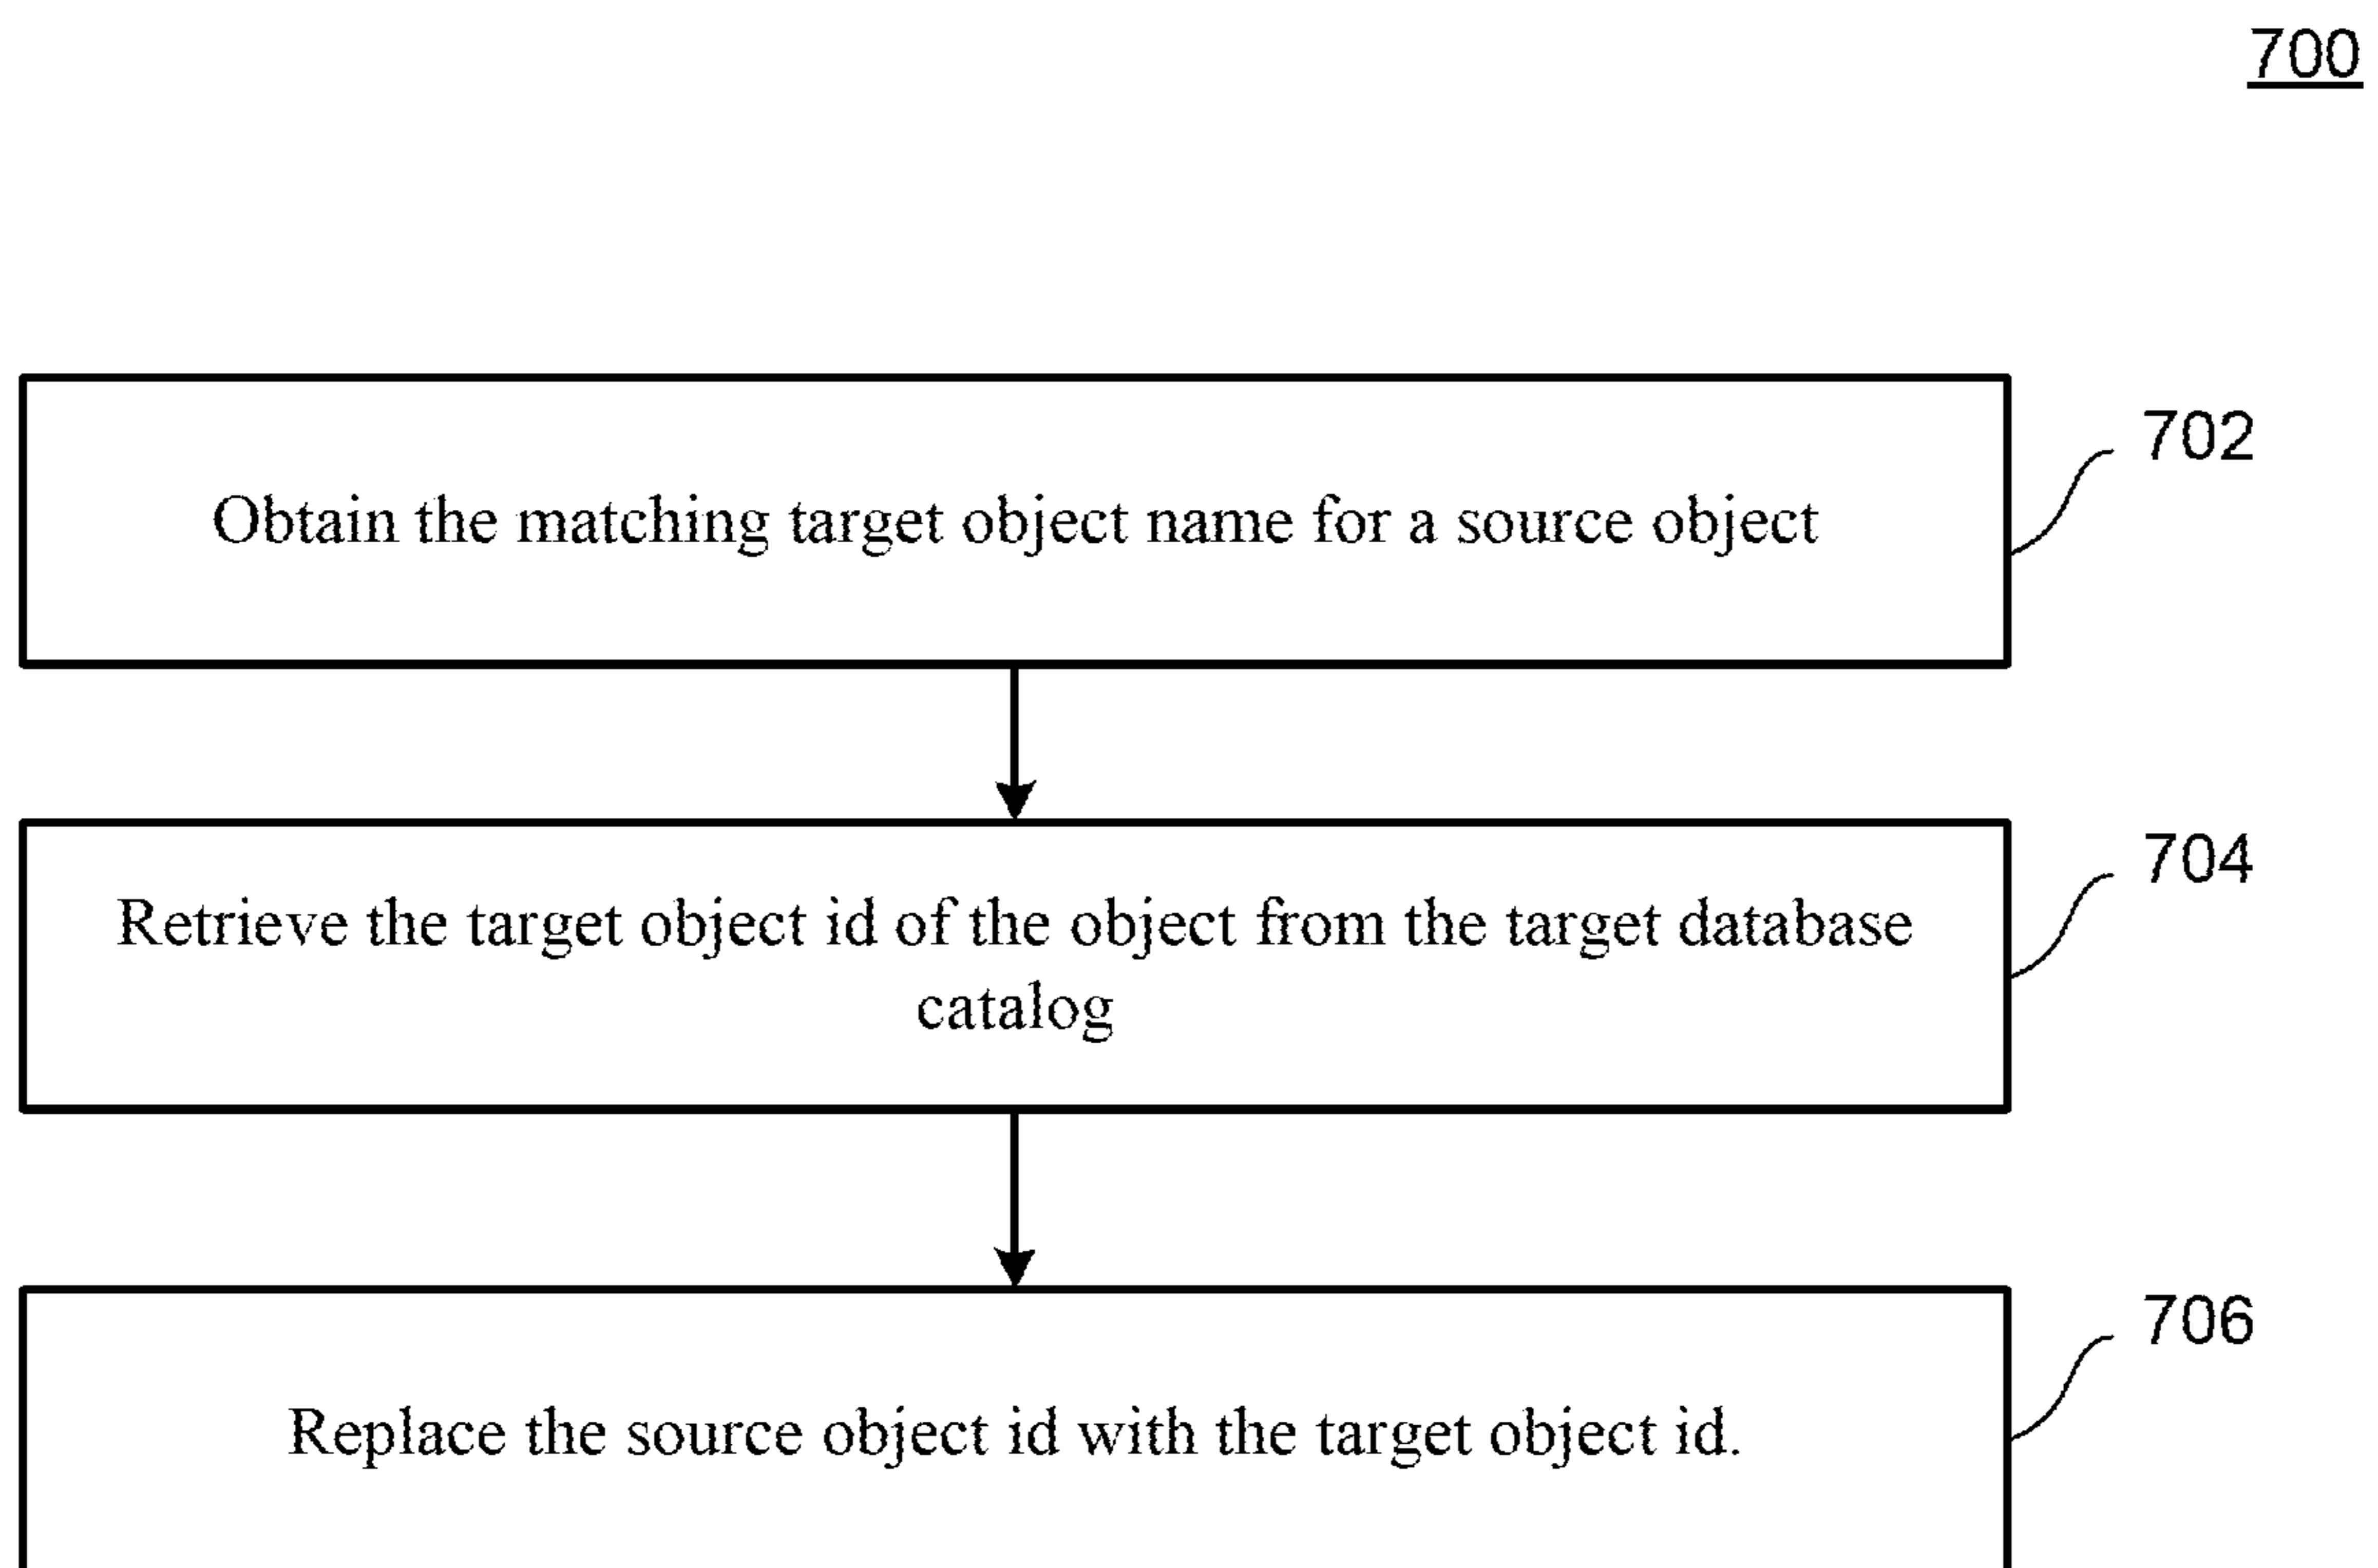 700
Obtain the matching target object name for a source object
702
Retrieve the target object id of the object from the target database
catalog
704
Replace the source object id with the target object id.
706